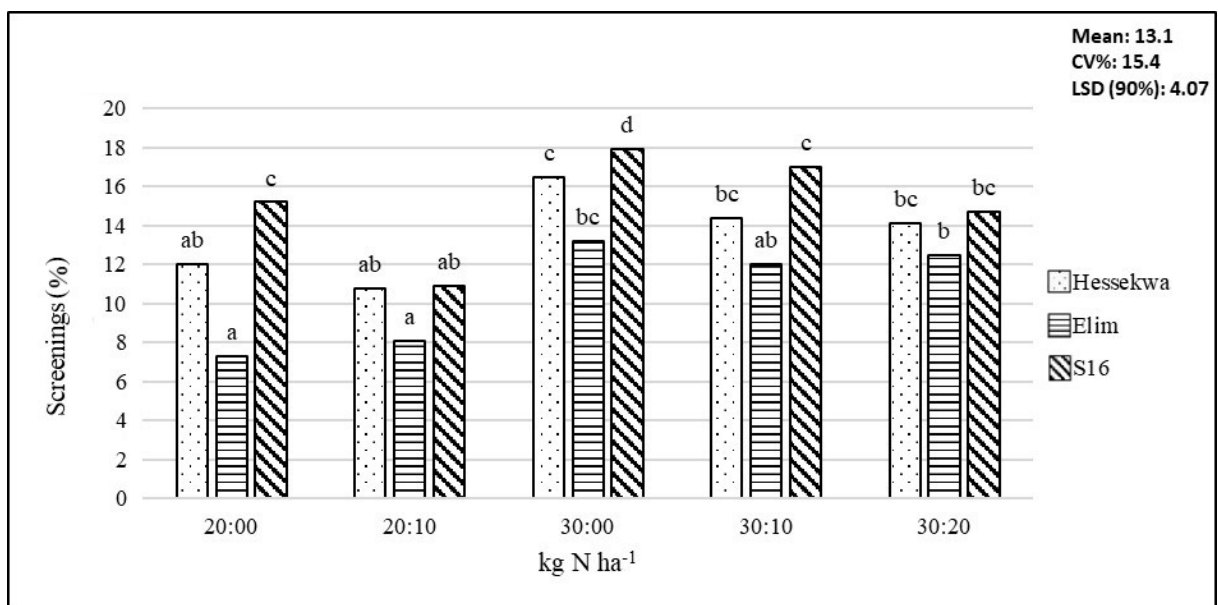 Mean: 13.1
CV%: 15.4
LSD (90%): 4.07
Screenings (%)
20
18
16
14
12
10
8
6
4
2
0
ab a c
ab a ab
c bc d
bc ab c
bc b bc
20:00 20:10 30:00 30:10 30:20
kg N ha⁻¹
Hessekwa
Elim
S16